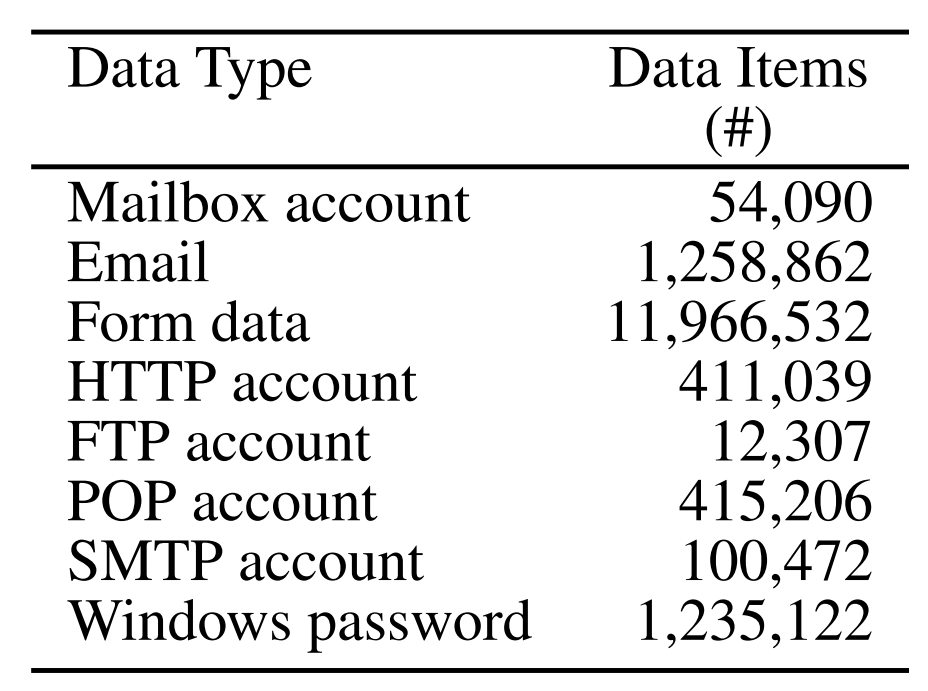 Data Type Data Items
(#)
Mailbox account 54,090
Email 1,258,862
Form data 11,966,532
HTTP account 411,039
FTP account 12,307
POP account 415,206
SMTP account 100,472
Windows password 1,235,122